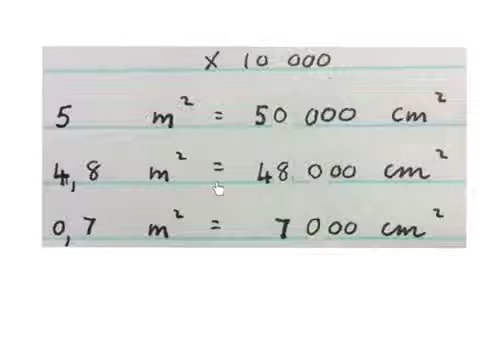 x 10 000
5 m² = 50 000 cm²
4,8 m² = 48 000 cm²
0,7 m² = 7 000 cm²